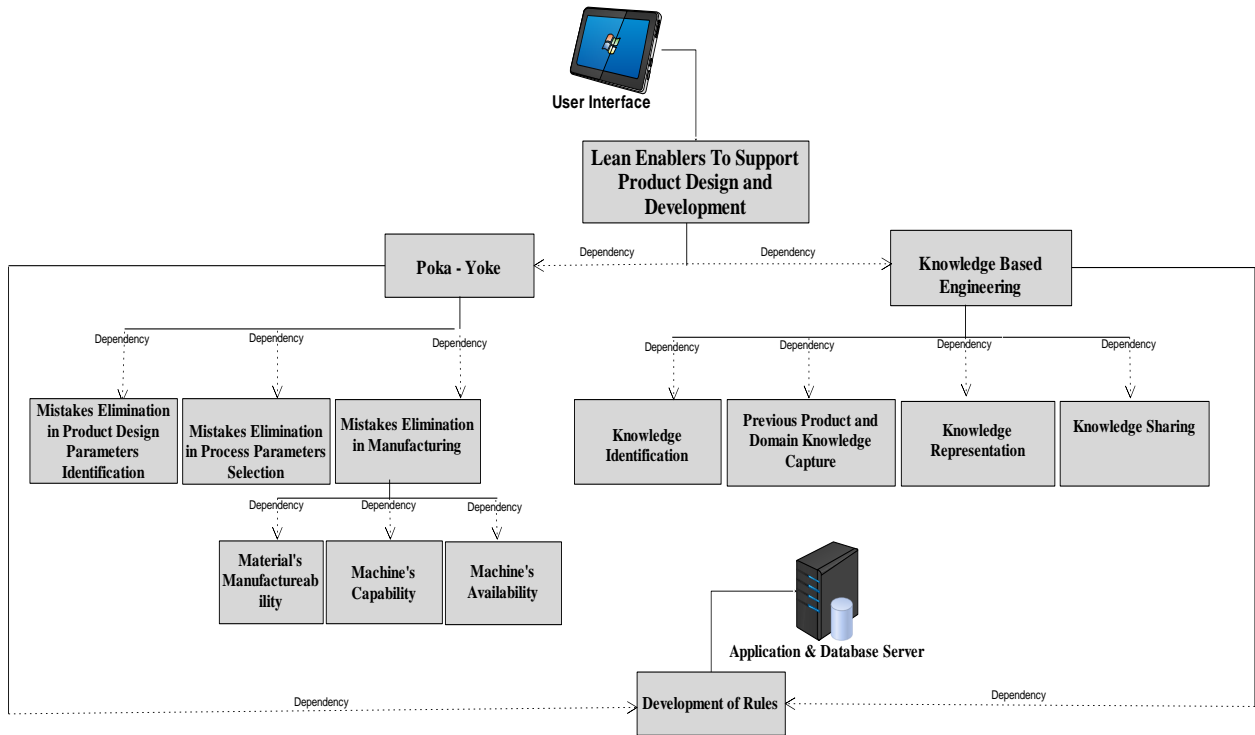 User Interface
Lean Enablers To Support
Product Design and
Development
Dependency
Dependency
Poka - Yoke
Knowledge Based
Engineering
Dependency
Dependency
Dependency
Dependency
Dependency
Dependency
Dependency
Mistakes Elimination
in Product Design
Parameters
Identification
Mistakes Elimination
in Process Parameters
Selection
Mistakes Elimination
in Manufacturing
Knowledge
Identification
Previous Product and
Domain Knowledge
Capture
Knowledge
Representation
Knowledge Sharing
Dependency
Dependency
Dependency
Material's
Manufactureab
ility
Machine's
Capability
Machine's
Availability
Application & Database Server
Dependency
Development of Rules
Dependency